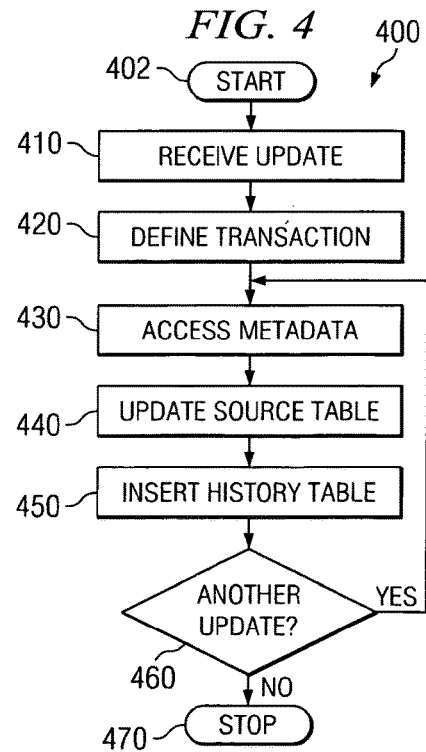 FIG. 4
400
402
START
410
RECEIVE UPDATE
420
DEFINE TRANSACTION
430
ACCESS METADATA
440
UPDATE SOURCE TABLE
450
INSERT HISTORY TABLE
ANOTHER
UPDATE?
YES
460
NO
470
STOP